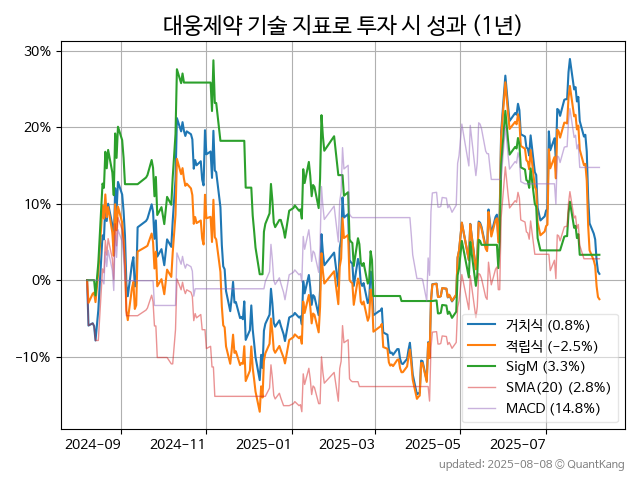 대웅제약 기술 지표로 투자 시 성과 (1년)
30%
20%
10%
0%
−10%
거치식 (0.8%)
적립식 (−2.5%)
SigM (3.3%)
SMA(20) (2.8%)
MACD (14.8%)
2024-09
2024-11
2025-01
2025-03
2025-05
2025-07
updated: 2025-08-08 © QuantKang